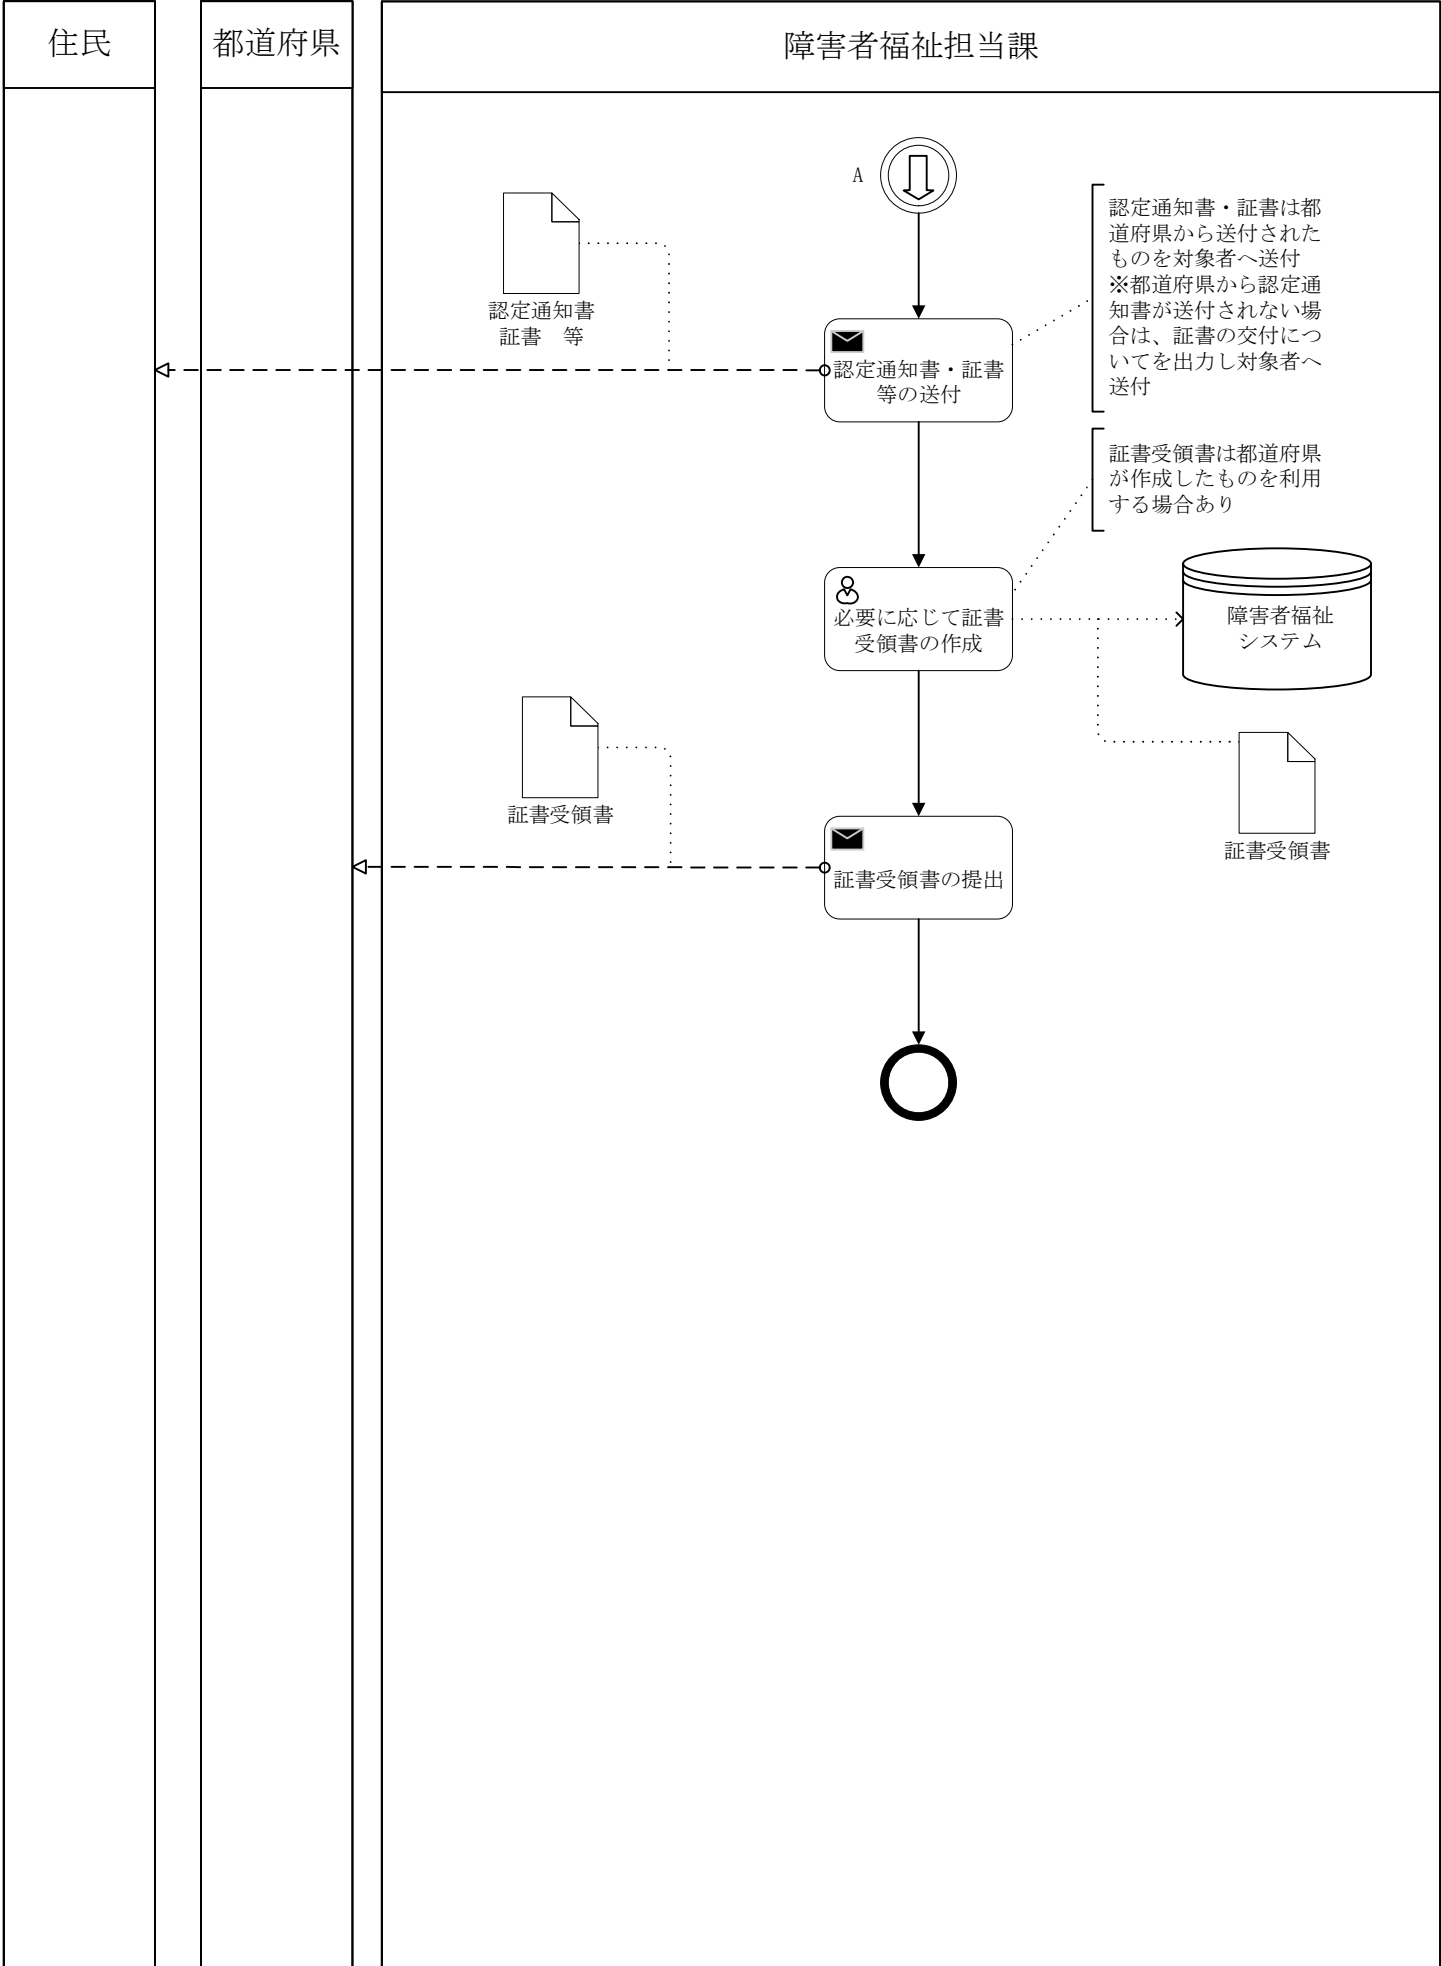 住民
都道府県
障害者福祉担当課
A
認定通知書
証書　等
認定通知書・証書は都
道府県から送付された
ものを対象者へ送付
※都道府県から認定通
知書が送付されない場
合は、証書の交付につ
いてを出力し対象者へ
送付
認定通知書・証書
等の送付
証書受領書は都道府県
が作成したものを利用
する場合あり
必要に応じて証書
受領書の作成
障害者福祉
システム
証書受領書
証書受領書
証書受領書の提出